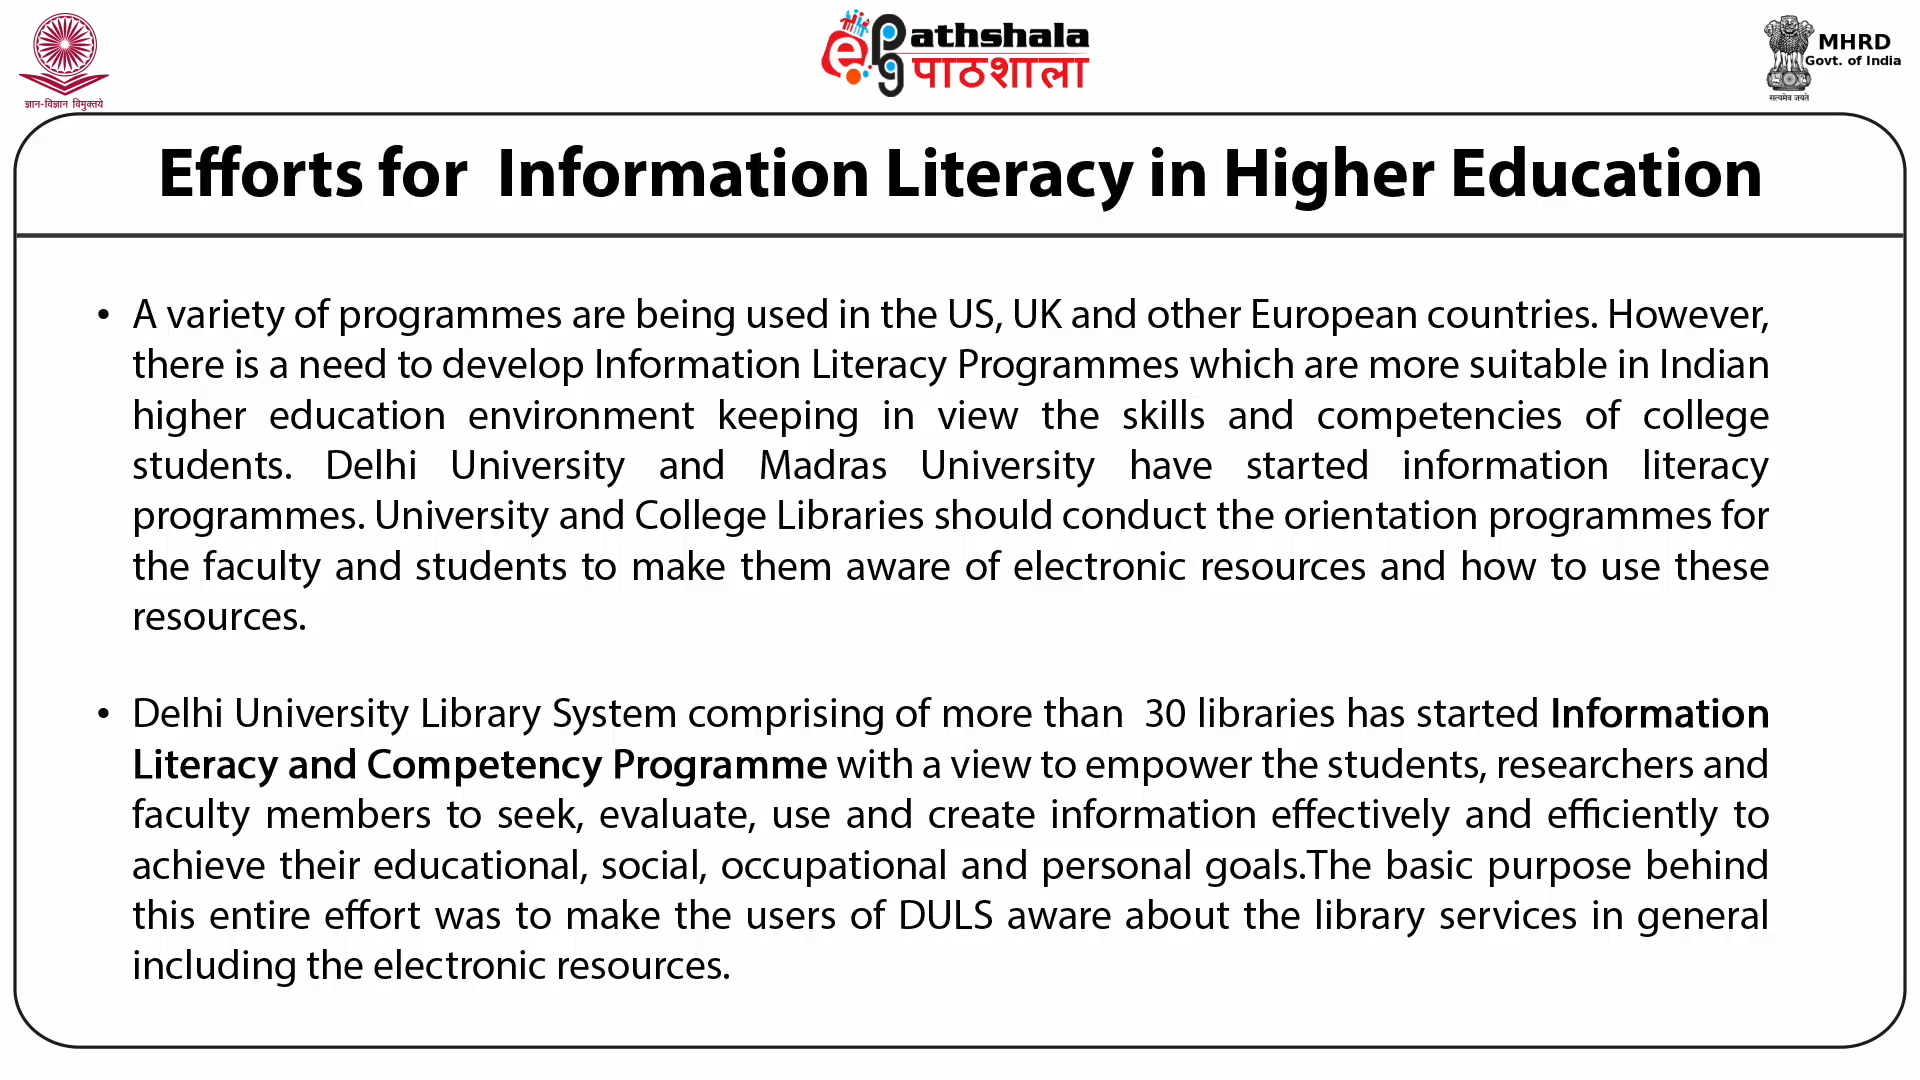 ज्ञान-विज्ञान विमुक्तये
e Pg Pathshala
पाठशाला
MHRD
Govt. of India
सत्यमेव जयते
Efforts for  Information Literacy in Higher Education
• A variety of programmes are being used in the US, UK and other European countries. However,
there is a need to develop Information Literacy Programmes which are more suitable in Indian
higher education environment keeping in view the skills and competencies of college
students. Delhi University and Madras University have started information literacy
programmes. University and College Libraries should conduct the orientation programmes for
the faculty and students to make them aware of electronic resources and how to use these
resources.
• Delhi University Library System comprising of more than  30 libraries has started Information
Literacy and Competency Programme with a view to empower the students, researchers and
faculty members to seek, evaluate, use and create information effectively and efficiently to
achieve their educational, social, occupational and personal goals.The basic purpose behind
this entire effort was to make the users of DULS aware about the library services in general
including the electronic resources.